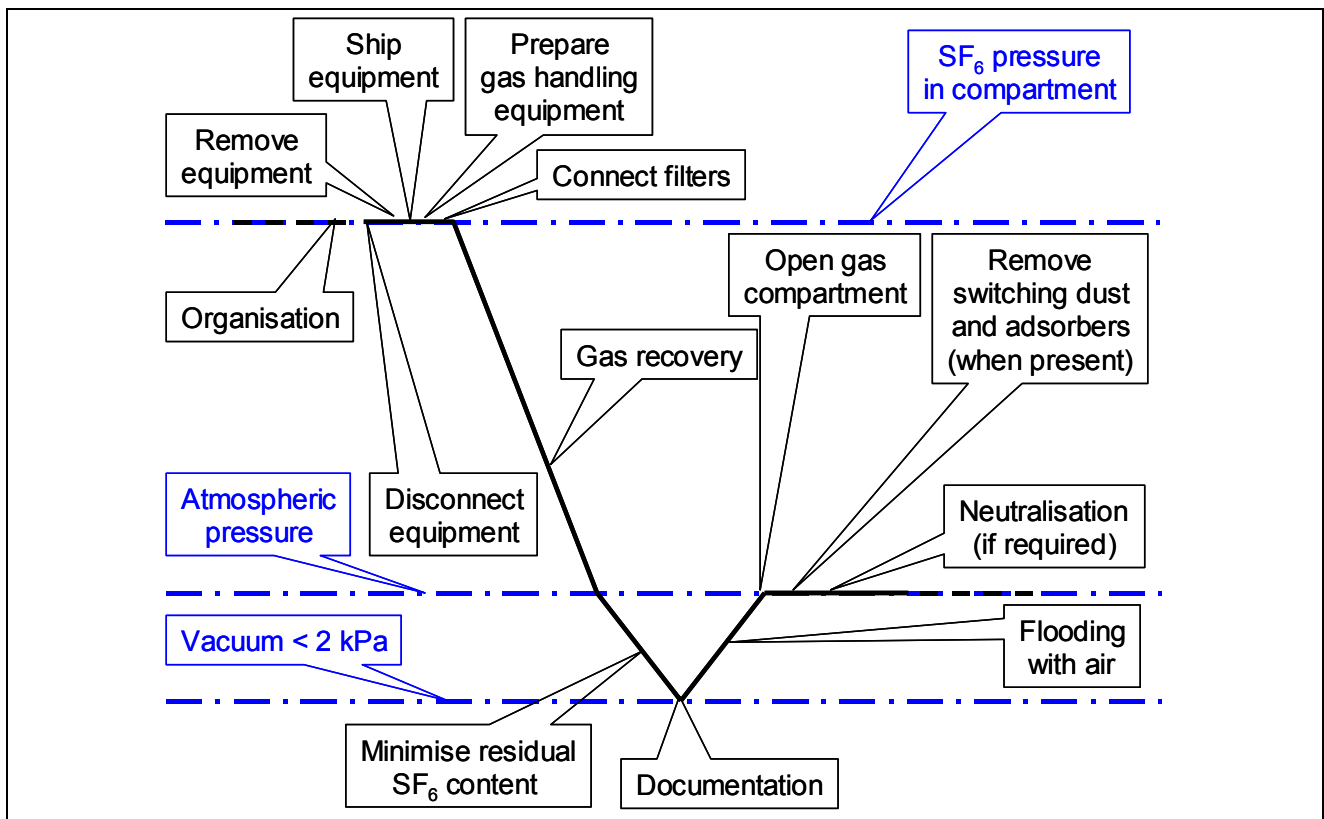 Ship
equipment
Prepare
gas handling
equipment
SF₆ pressure
in compartment
Remove
equipment
Connect filters
Organisation
Open gas
compartment
Remove
switching dust
and adsorbers
(when present)
Gas recovery
Atmospheric
pressure
Disconnect
equipment
Neutralisation
(if required)
Vacuum < 2 kPa
Flooding
with air
Minimise residual
SF₆ content
Documentation